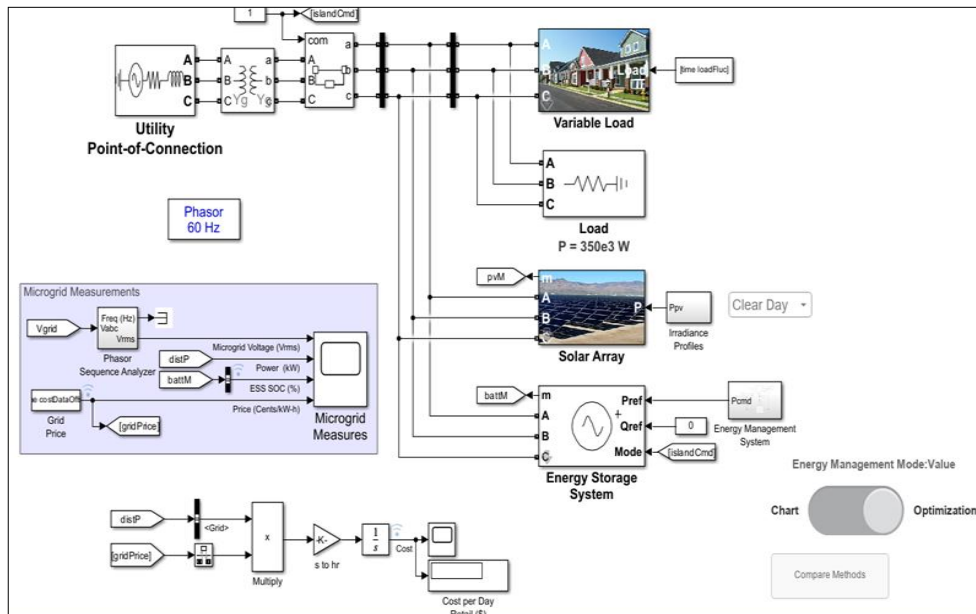 1
[islandCmd]
A
B
C
A
B
C
a
b
c
Yg
Yg
com
A
B
C
a
b
c
Utility
Point-of-Connection
A
B
C
Load
[time loadFluc]
Variable Load
A
B
C
Load
P = 350e3 W
Phasor
60 Hz
pvM
m
A
B
P
Ppv
Clear Day
Irradiance
Profiles
Solar Array
Microgrid Measurements
Vgrid
Freq (Hz)
Vabc
Vrms
Phasor
Sequence Analyzer
Microgrid Voltage (Vrms)
distP
Power (kW)
battM
ESS SOC (%)
e costDataOffs
Price (Cents/kW-h)
Grid
Price
[gridPrice]
Microgrid
Measures
battM
m
A
B
C
Pref
Qref
Mode
+
Pcmd
0
[islandCmd]
Energy Management
System
Energy Storage
System
Energy Management Mode:Value
Chart
Optimization
Compare Methods
distP
<Grid>
[gridPrice]
x
Multiply
-K-
s to hr
1
s
Cost
Cost per Day
Retail ($)